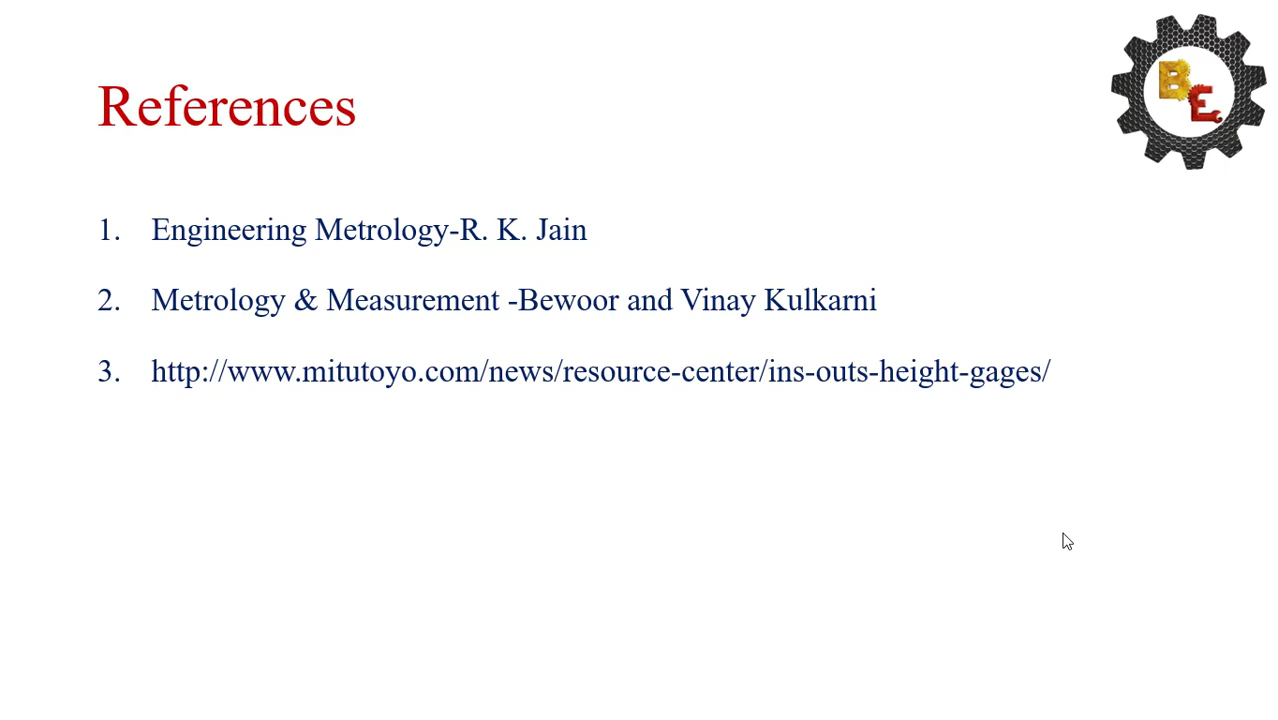 BE
References
1. Engineering Metrology-R. K. Jain
2. Metrology & Measurement -Bewoor and Vinay Kulkarni
3. http://www.mitutoyo.com/news/resource-center/ins-outs-height-gages/